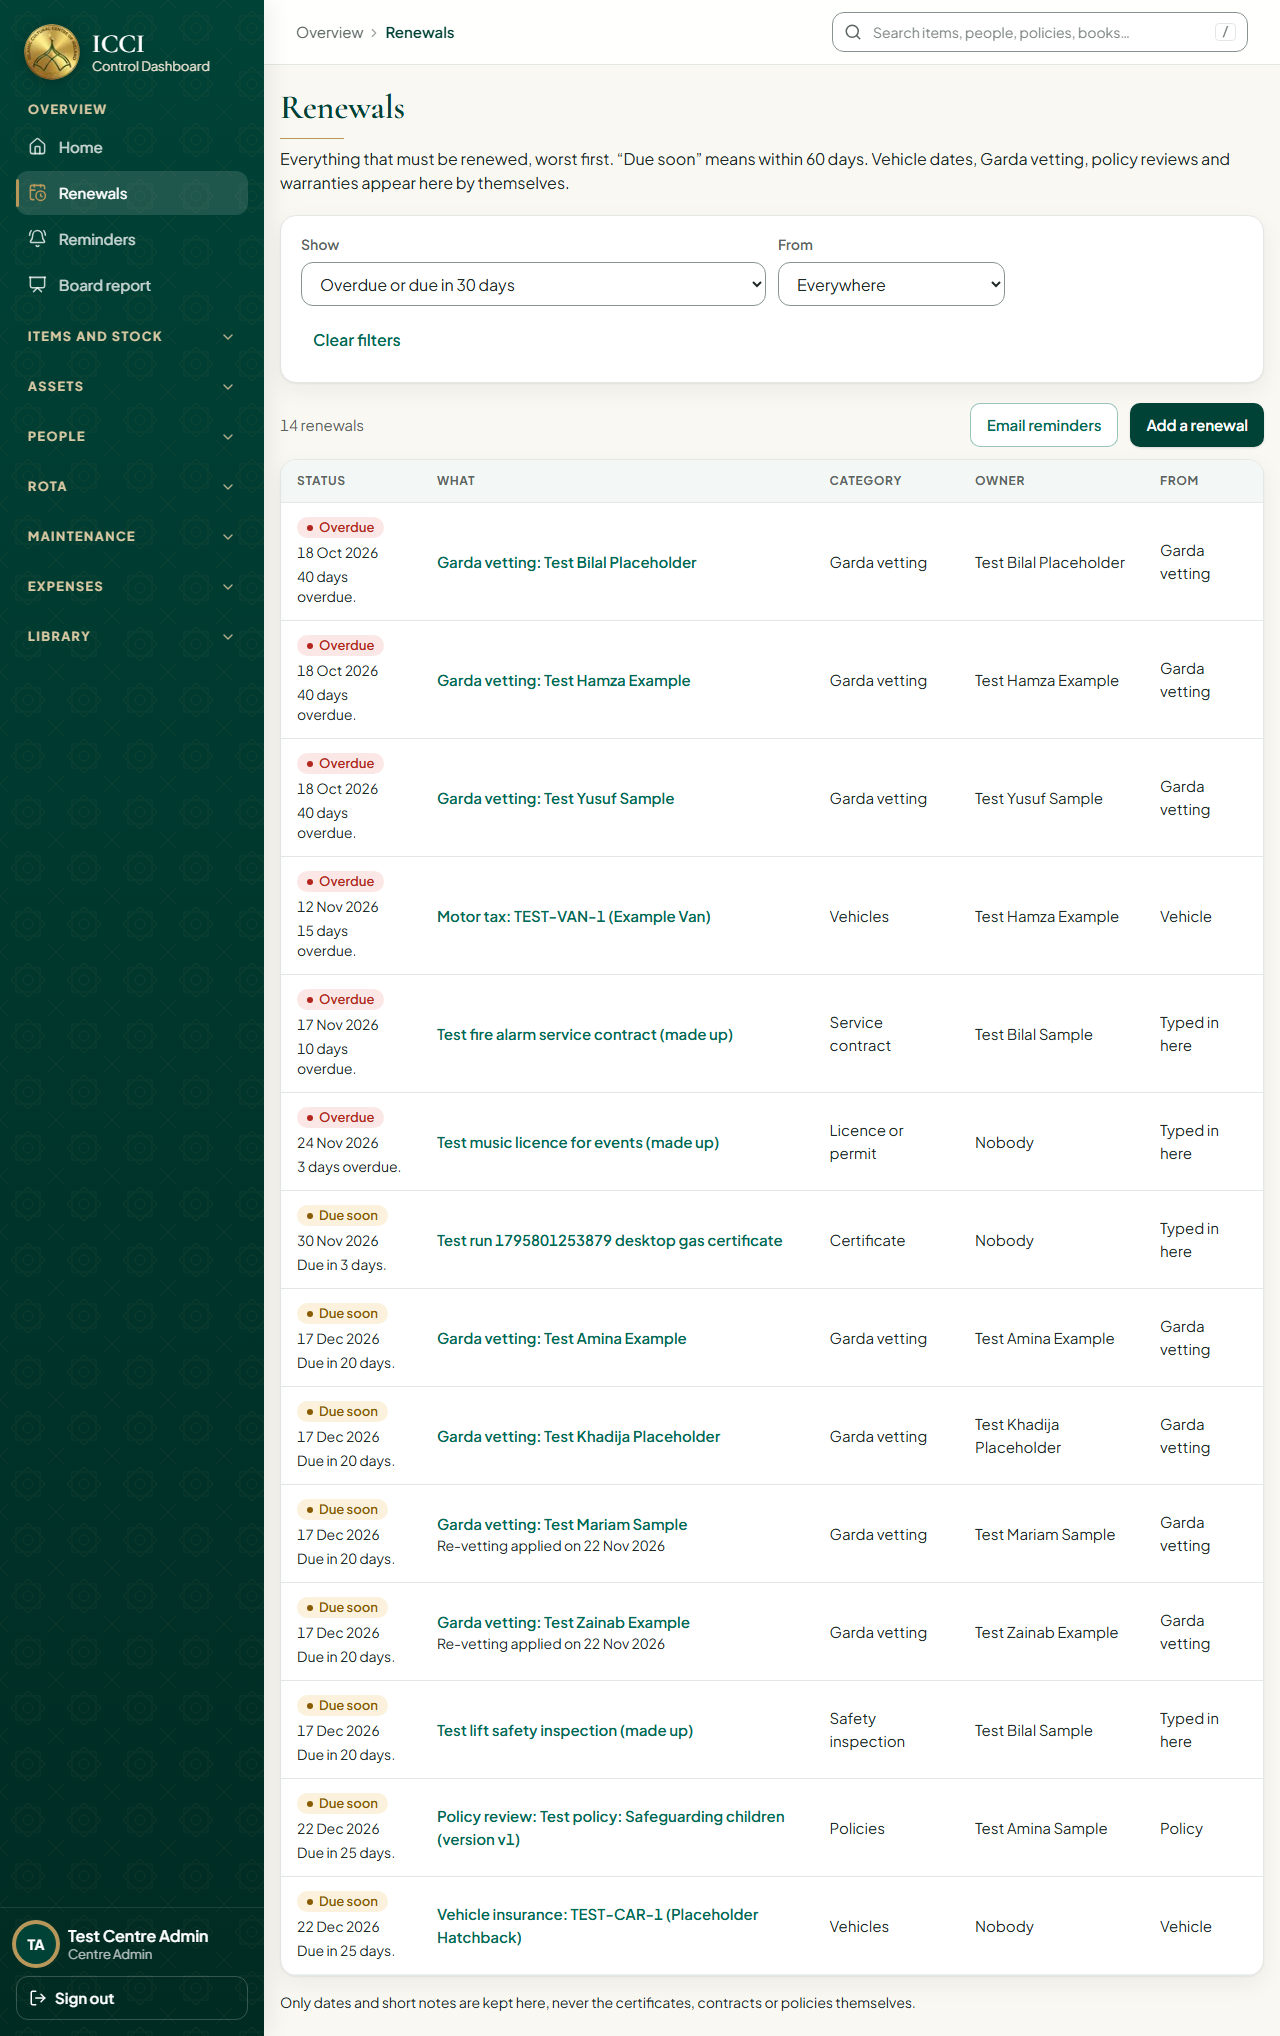 ICCI
Control Dashboard
OVERVIEW
Home
Renewals
Reminders
Board report
ITEMS AND STOCK
ASSETS
PEOPLE
ROTA
MAINTENANCE
EXPENSES
LIBRARY
TA
Test Centre Admin
Centre Admin
Sign out
Overview › Renewals
Search items, people, policies, books… /
Renewals
Everything that must be renewed, worst first. “Due soon” means within 60 days. Vehicle dates, Garda vetting, policy reviews and
warranties appear here by themselves.
Show From
Overdue or due in 30 days Everywhere
Clear filters
14 renewals Email reminders Add a renewal
STATUS WHAT CATEGORY OWNER FROM
Overdue
18 Oct 2026
40 days
overdue.
Garda vetting: Test Bilal Placeholder
Garda vetting
Test Bilal Placeholder
Garda
vetting
Overdue
18 Oct 2026
40 days
overdue.
Garda vetting: Test Hamza Example
Garda vetting
Test Hamza Example
Garda
vetting
Overdue
18 Oct 2026
40 days
overdue.
Garda vetting: Test Yusuf Sample
Garda vetting
Test Yusuf Sample
Garda
vetting
Overdue
12 Nov 2026
15 days
overdue.
Motor tax: TEST-VAN-1 (Example Van)
Vehicles
Test Hamza Example
Vehicle
Overdue
17 Nov 2026
10 days
overdue.
Test fire alarm service contract (made up)
Service
contract
Test Bilal Sample
Typed in
here
Overdue
24 Nov 2026
3 days overdue.
Test music licence for events (made up)
Licence or
permit
Nobody
Typed in
here
Due soon
30 Nov 2026
Due in 3 days.
Test run 1795801253879 desktop gas certificate
Certificate
Nobody
Typed in
here
Due soon
17 Dec 2026
Due in 20 days.
Garda vetting: Test Amina Example
Garda vetting
Test Amina Example
Garda
vetting
Due soon
17 Dec 2026
Due in 20 days.
Garda vetting: Test Khadija Placeholder
Garda vetting
Test Khadija
Placeholder
Garda
vetting
Due soon
17 Dec 2026
Due in 20 days.
Garda vetting: Test Mariam Sample
Re-vetting applied on 22 Nov 2026
Garda vetting
Test Mariam Sample
Garda
vetting
Due soon
17 Dec 2026
Due in 20 days.
Garda vetting: Test Zainab Example
Re-vetting applied on 22 Nov 2026
Garda vetting
Test Zainab Example
Garda
vetting
Due soon
17 Dec 2026
Due in 20 days.
Test lift safety inspection (made up)
Safety
inspection
Test Bilal Sample
Typed in
here
Due soon
22 Dec 2026
Due in 25 days.
Policy review: Test policy: Safeguarding children
(version v1)
Policies
Test Amina Sample
Policy
Due soon
22 Dec 2026
Due in 25 days.
Vehicle insurance: TEST-CAR-1 (Placeholder
Hatchback)
Vehicles
Nobody
Vehicle
Only dates and short notes are kept here, never the certificates, contracts or policies themselves.